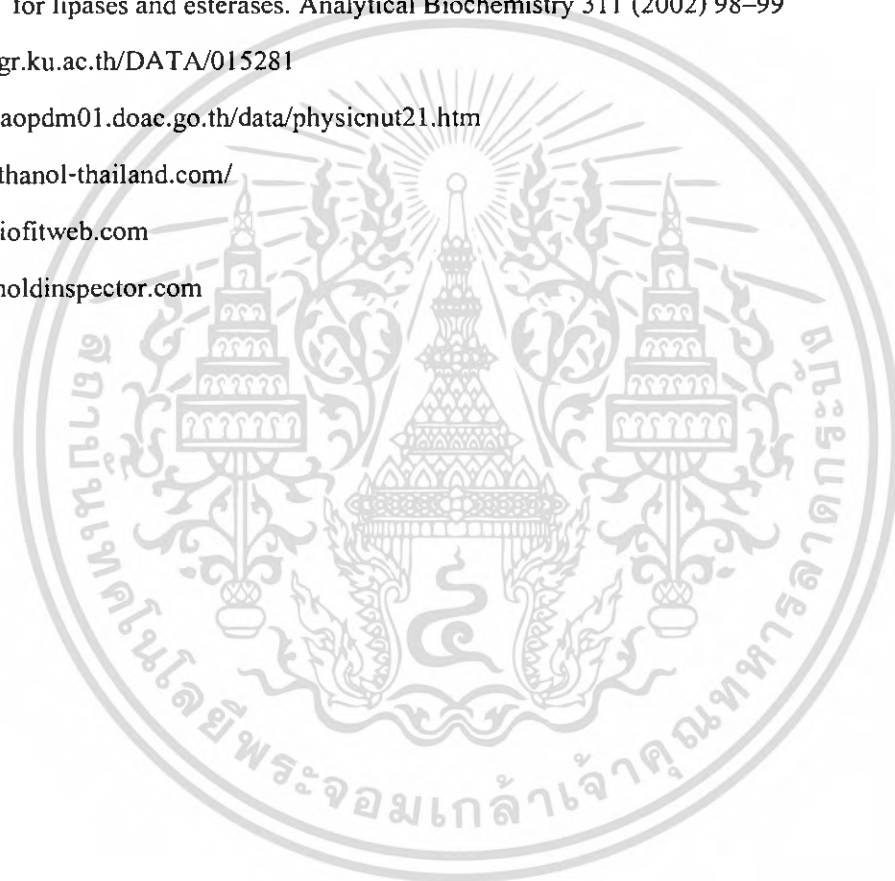 for lipases and esterases. Analytical Biochemistry 311 (2002) 98–99
gr.ku.ac.th/DATA/015281
aopdm01.doae.go.th/data/physicnut21.htm
thanol-thailand.com/
iofitweb.com
noldinspector.com
สถาบันเทคโนโลยีพระจอมเกล้าเจ้าคุณทหารลาดกระบัง
๔